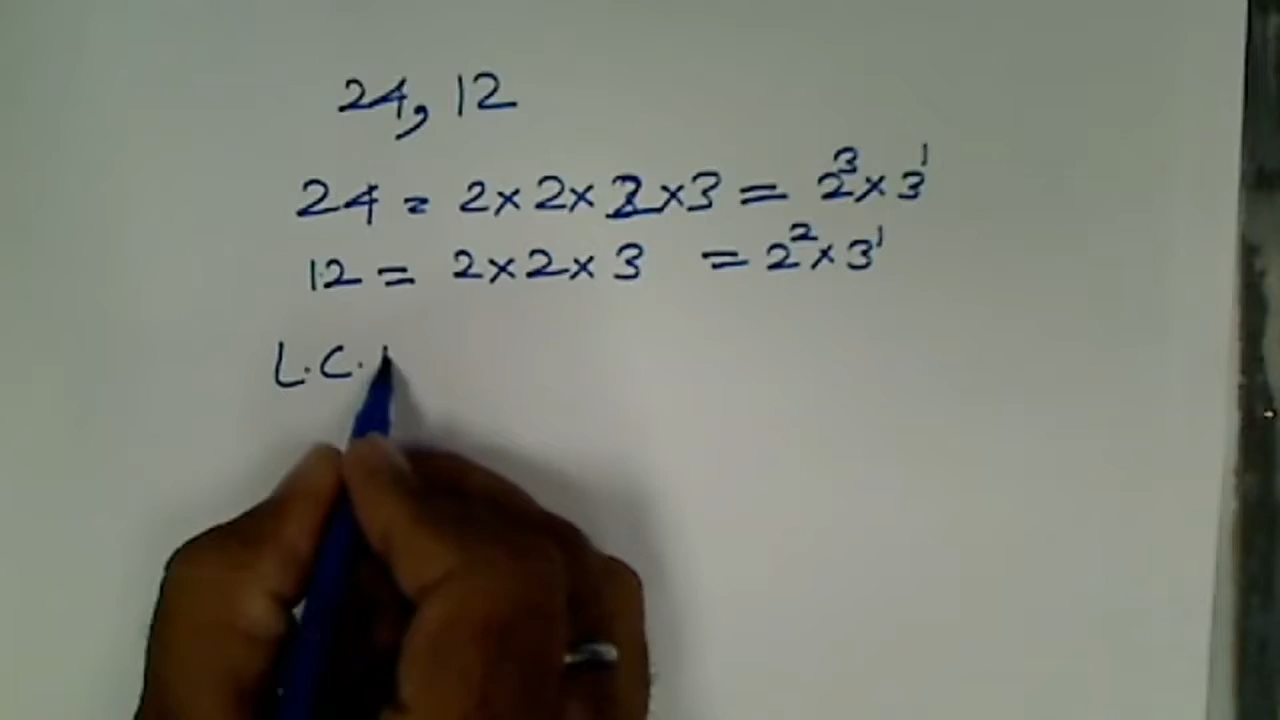 24, 12
24 = 2×2×2×3 = 2³×3¹
12 = 2×2×3 = 2²×3¹
L.C.